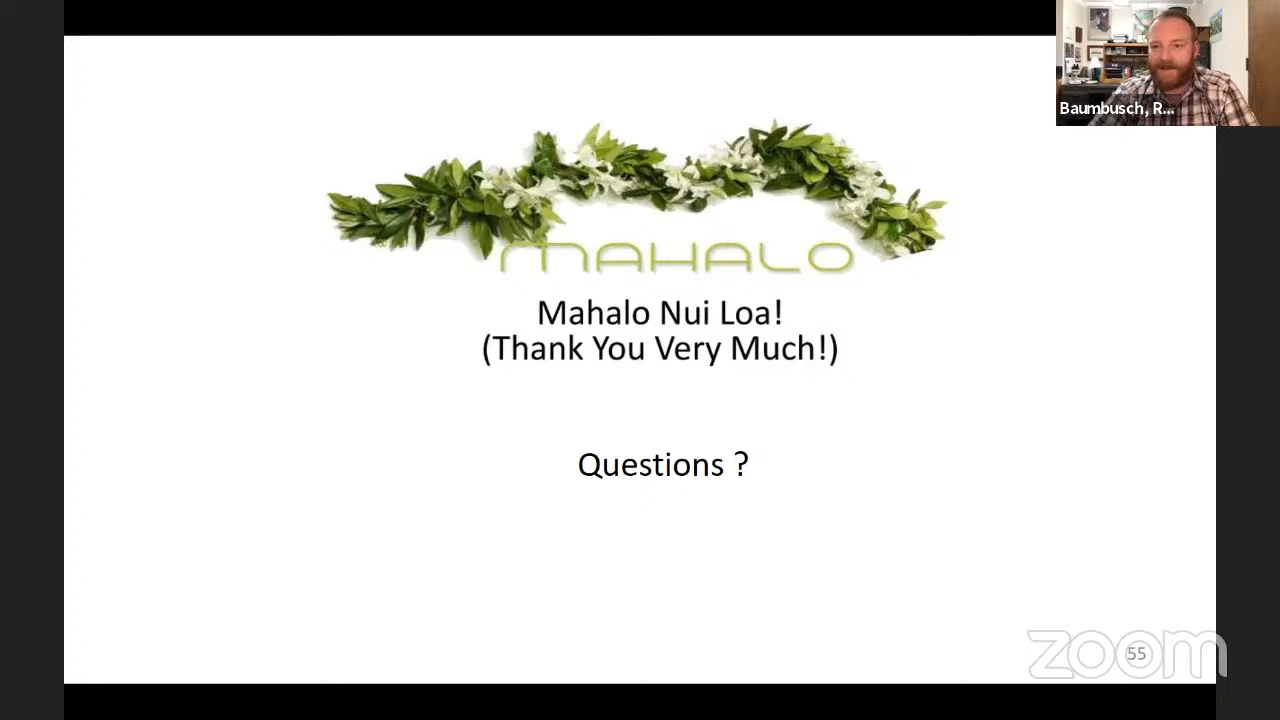 Baumbusch, R...
MAHALO
Mahalo Nui Loa!
(Thank You Very Much!)
Questions ?
zoom
55